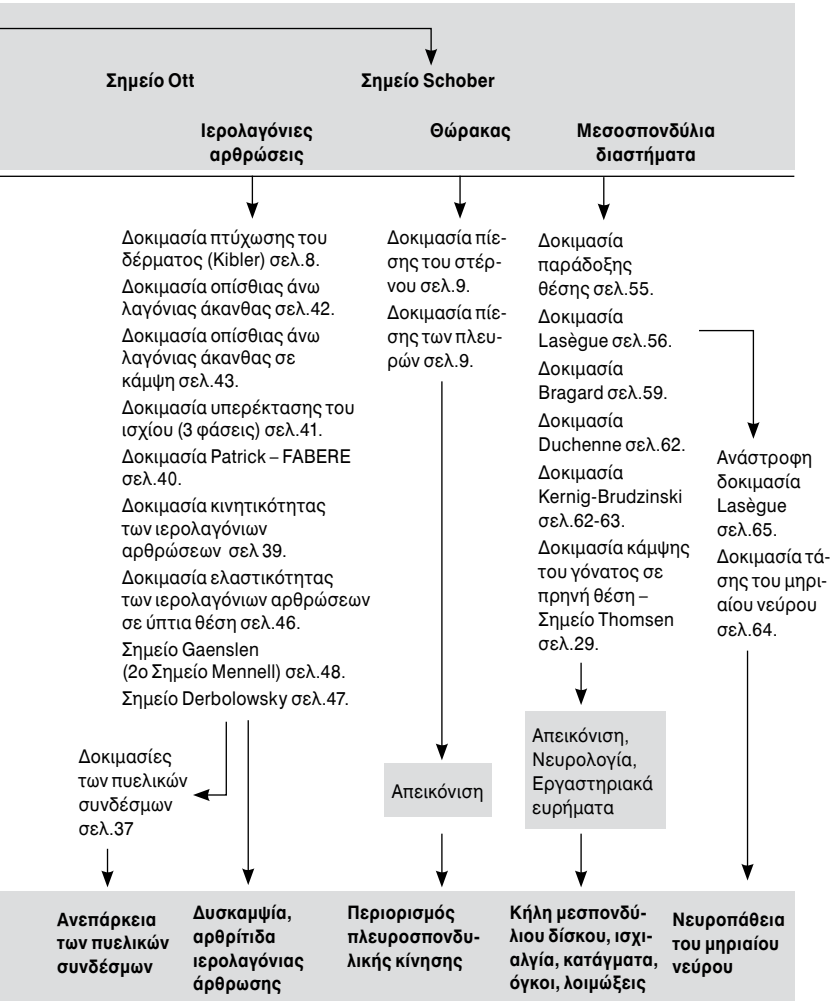 Σημείο Ott
Σημείο Schober
Ιερολαγόνιες
αρθρώσεις
Θώρακας
Μεσοσπονδύλια
διαστήματα
Δοκιμασία πτύχωσης του
δέρματος (Kibler) σελ.8.
Δοκιμασία οπίσθιας άνω
λαγόνιας άκανθας σελ.42.
Δοκιμασία οπίσθιας άνω
λαγόνιας άκανθας σε
κάμψη σελ.43.
Δοκιμασία υπερέκτασης του
ισχίου (3 φάσεις) σελ.41.
Δοκιμασία Patrick – FABERE
σελ.40.
Δοκιμασία κινητικότητας
των ιερολαγόνιων
αρθρώσεων σελ 39.
Δοκιμασία ελαστικότητας
των ιερολαγόνιων αρθρώσεων
σε ύπτια θέση σελ.46.
Σημείο Gaenslen
(2ο Σημείο Mennell) σελ.48.
Σημείο Derbolowsky σελ.47.
Δοκιμασία πίε-
σης του στέρ-
νου σελ.9.
Δοκιμασία πίε-
σης των πλευ-
ρών σελ.9.
Δοκιμασία
παράδοξης
θέσης σελ.55.
Δοκιμασία
Lasègue σελ.56.
Δοκιμασία
Bragard σελ.59.
Δοκιμασία
Duchenne σελ.62.
Δοκιμασία
Kernig-Brudzinski
σελ.62-63.
Δοκιμασία κάμψης
του γόνατος σε
πρηνή θέση –
Σημείο Thomsen
σελ.29.
Ανάστροφη
δοκιμασία
Lasègue
σελ.65.
Δοκιμασία τά-
σης του μηρι-
αίου νεύρου
σελ.64.
Δοκιμασίες
των πυελικών
συνδέσμων
σελ.37
Απεικόνιση
Απεικόνιση,
Νευρολογία,
Εργαστηριακά
ευρήματα
Ανεπάρκεια
των πυελικών
συνδέσμων
Δυσκαμψία,
αρθρίτιδα
ιερολαγόνιας
άρθρωσης
Περιορισμός
πλευροσπονδυ-
λικής κίνησης
Κήλη μεσπονδύ-
λιου δίσκου, ισχι-
αλγία, κατάγματα,
όγκοι, λοιμώξεις
Νευροπάθεια
του μηριαίου
νεύρου